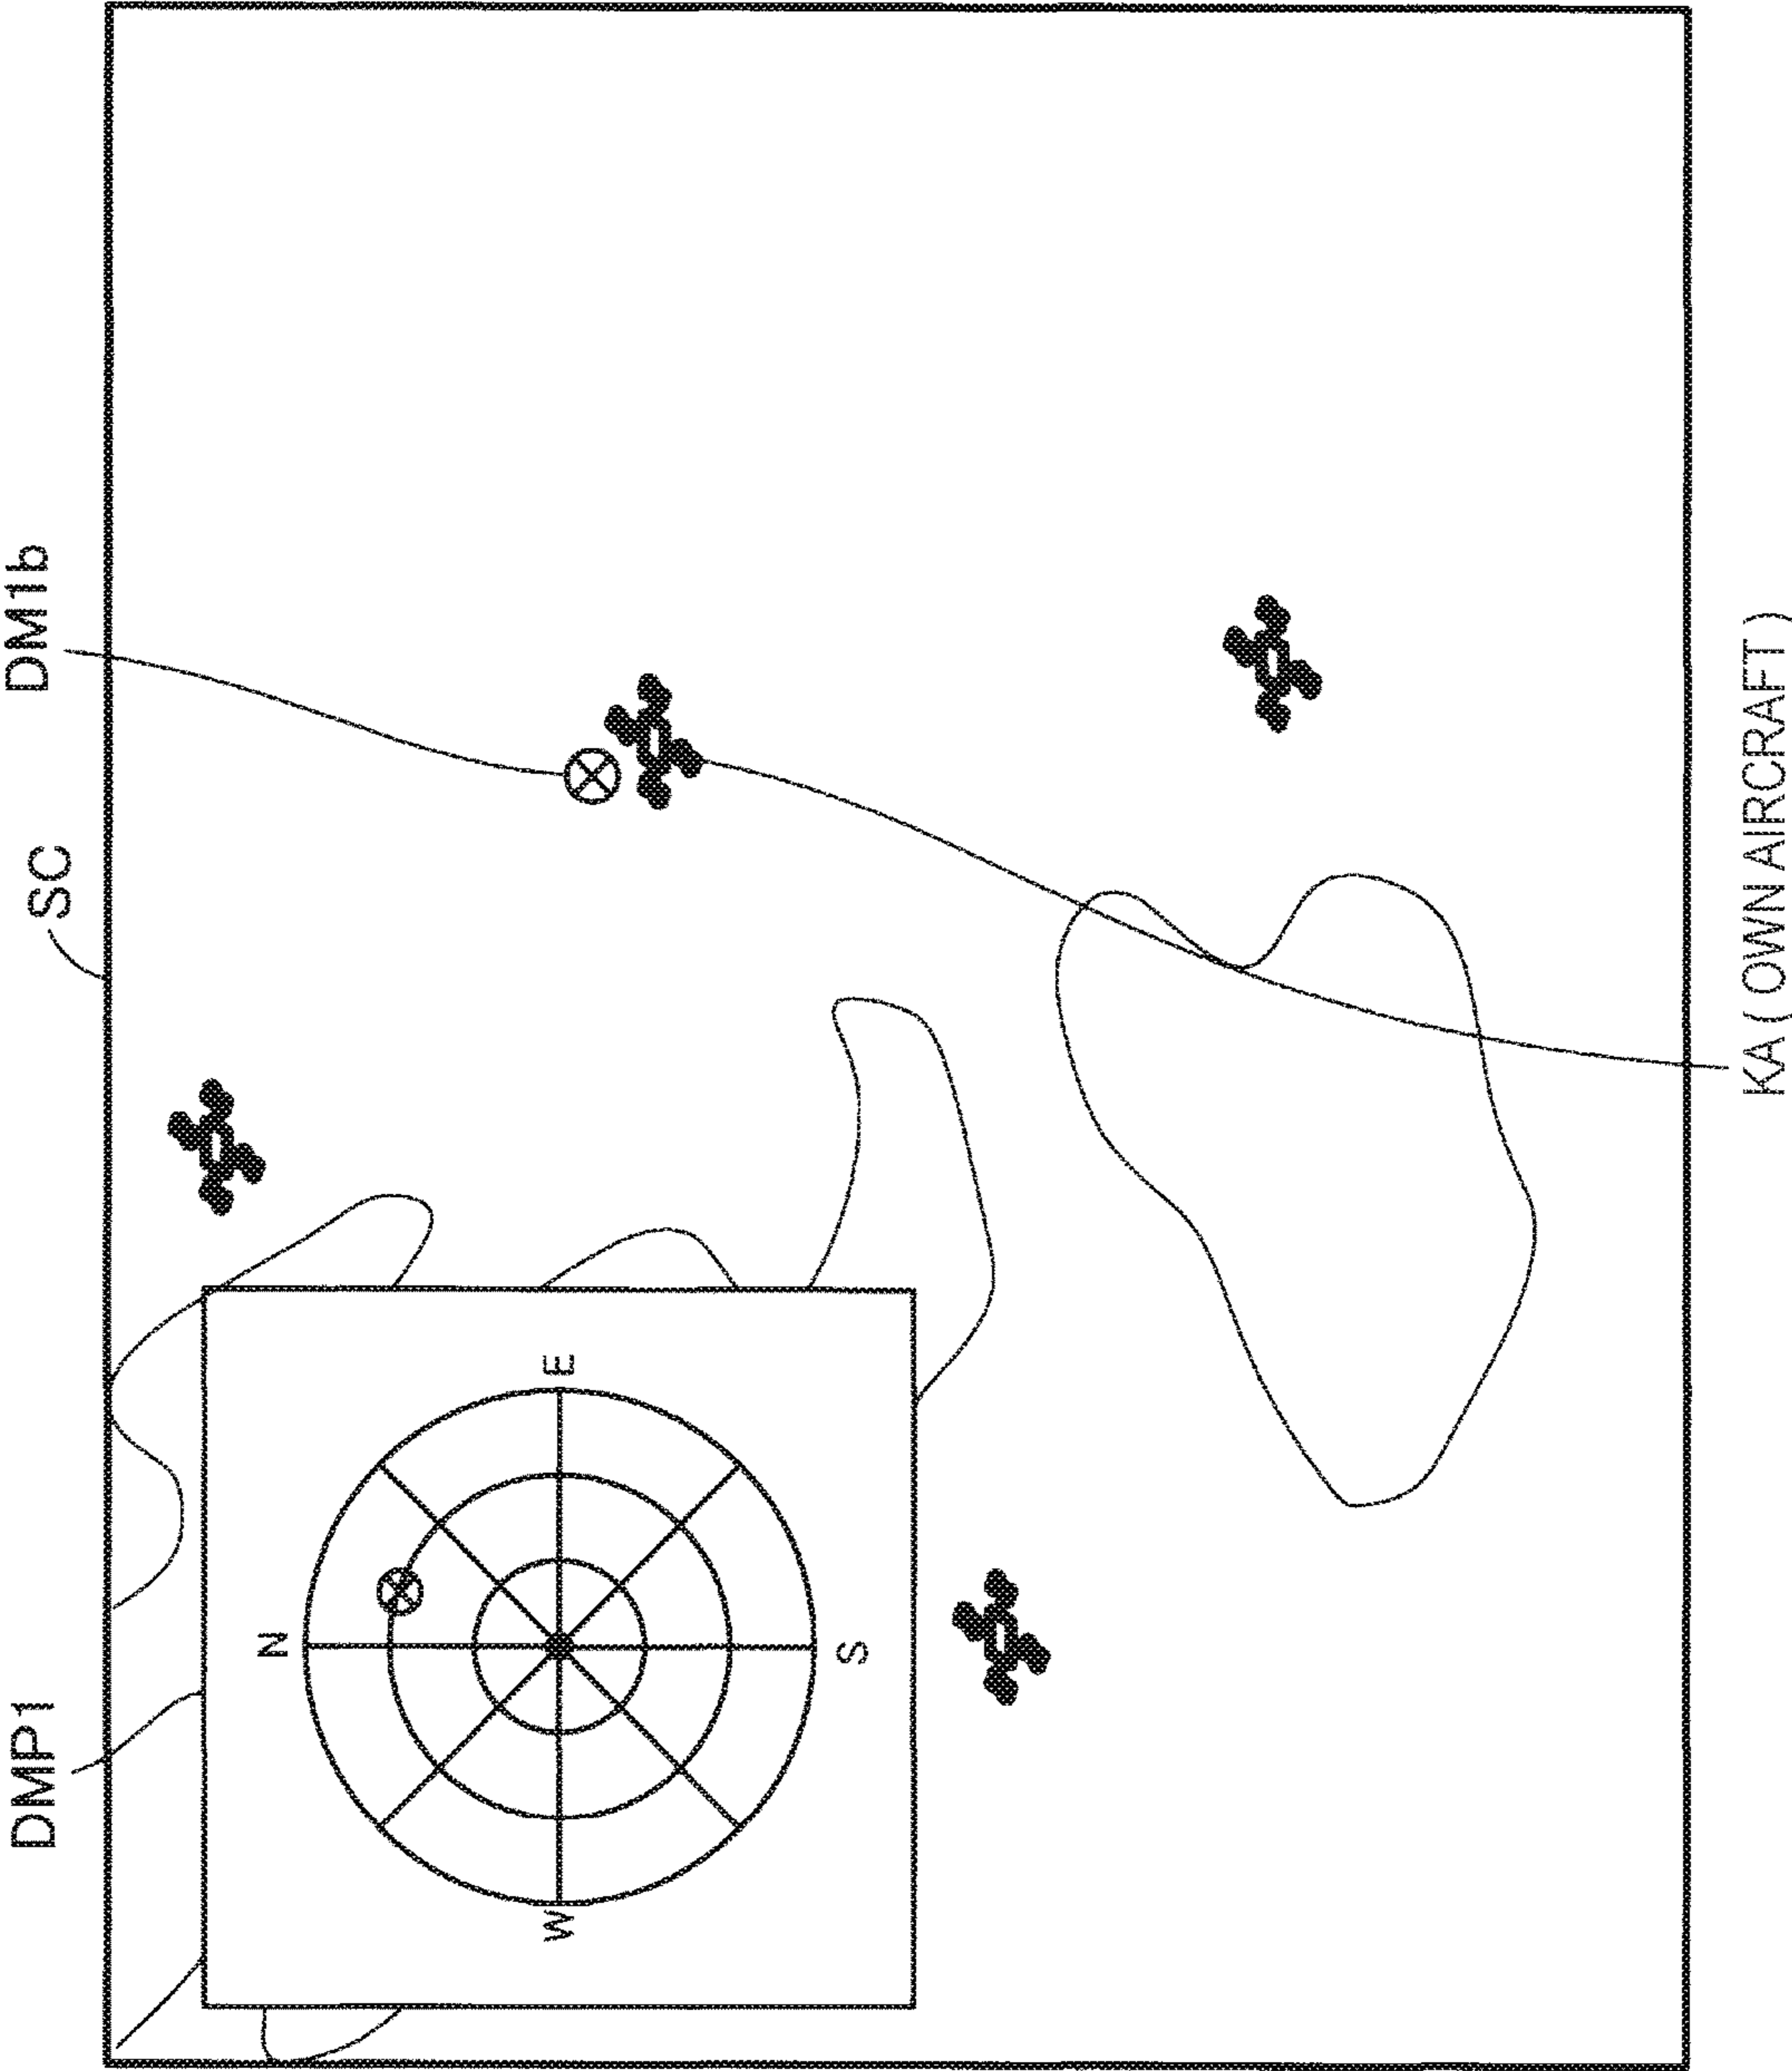 DMP1
SC
DM1b
N
W
E
S
KA ( OWN AIRCRAFT )